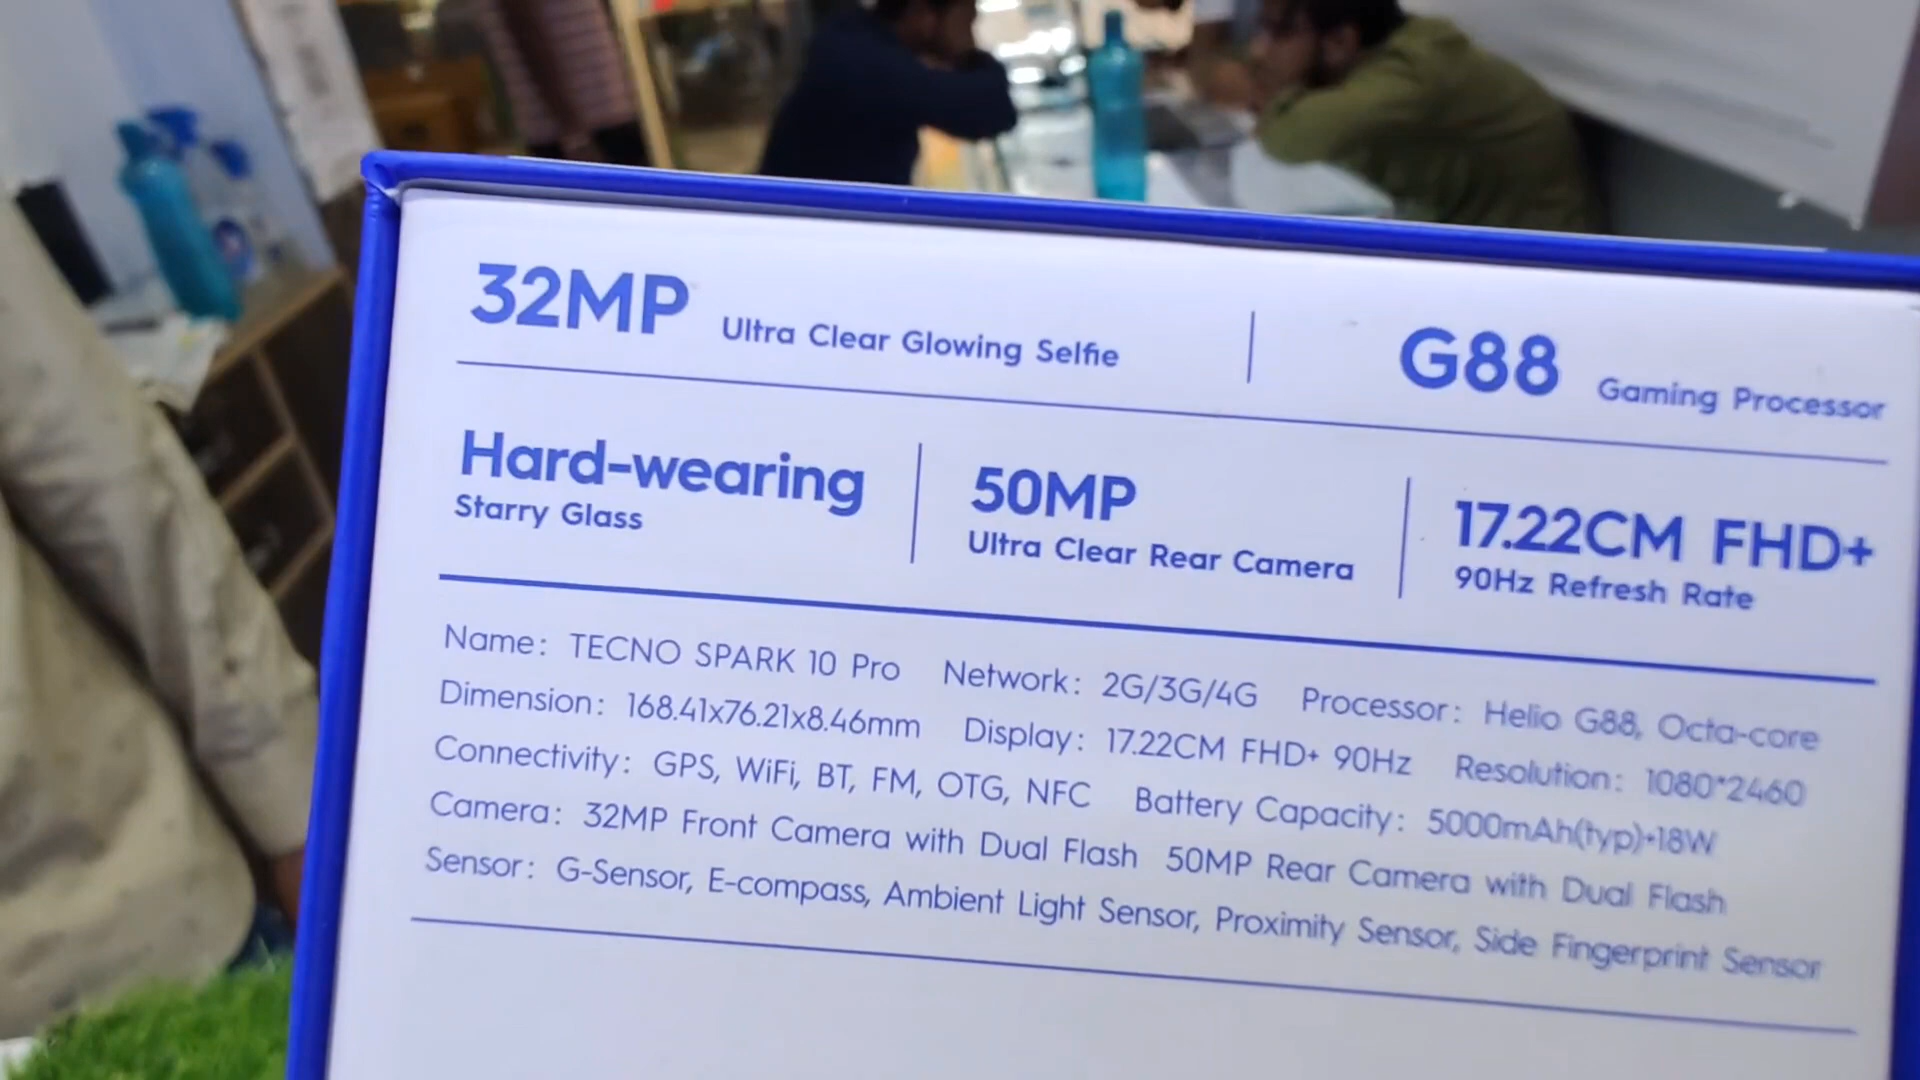 32MP Ultra Clear Glowing Selfie
G88 Gaming Processor
Hard-wearing
Starry Glass
50MP
Ultra Clear Rear Camera
17.22CM FHD+
90Hz Refresh Rate
Name: TECNO SPARK 10 Pro Network: 2G/3G/4G Processor: Helio G88, Octa-core
Dimension: 168.41x76.21x8.46mm Display: 17.22CM FHD+ 90Hz Resolution: 1080*2460
Connectivity: GPS, WiFi, BT, FM, OTG, NFC Battery Capacity: 5000mAh(typ)+18W
Camera: 32MP Front Camera with Dual Flash 50MP Rear Camera with Dual Flash
Sensor: G-Sensor, E-compass, Ambient Light Sensor, Proximity Sensor, Side Fingerprint Sensor